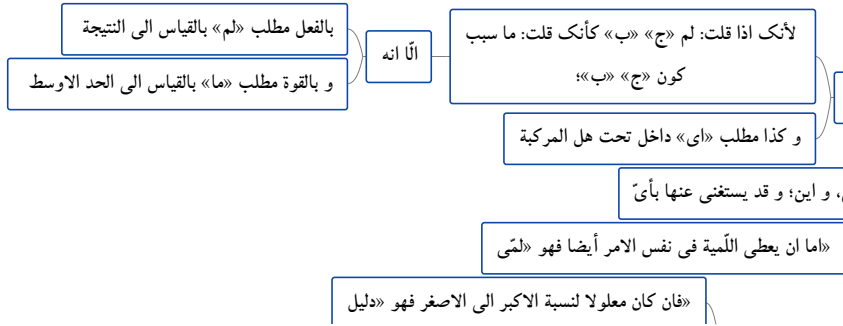 لأنک اذا قلت: لم «ج» «ب» کأنک قلت: ما سبب
کون «ج» «ب»؛
الّا انه
بالفعل مطلب «لم» بالقیاس الی النتیجة
و بالقوة مطلب «ما» بالقیاس الی الحد الاوسط
و کذا مطلب «ای» داخل تحت هل المرکبة
، و این؛ و قد یستغنی عنها بأیّ
«اما ان یعطی اللّمیة فی نفس الامر أیضا فهو «لمّی
«فان کان معلولا لنسبة الاکبر الی الاصغر فهو «دلیل